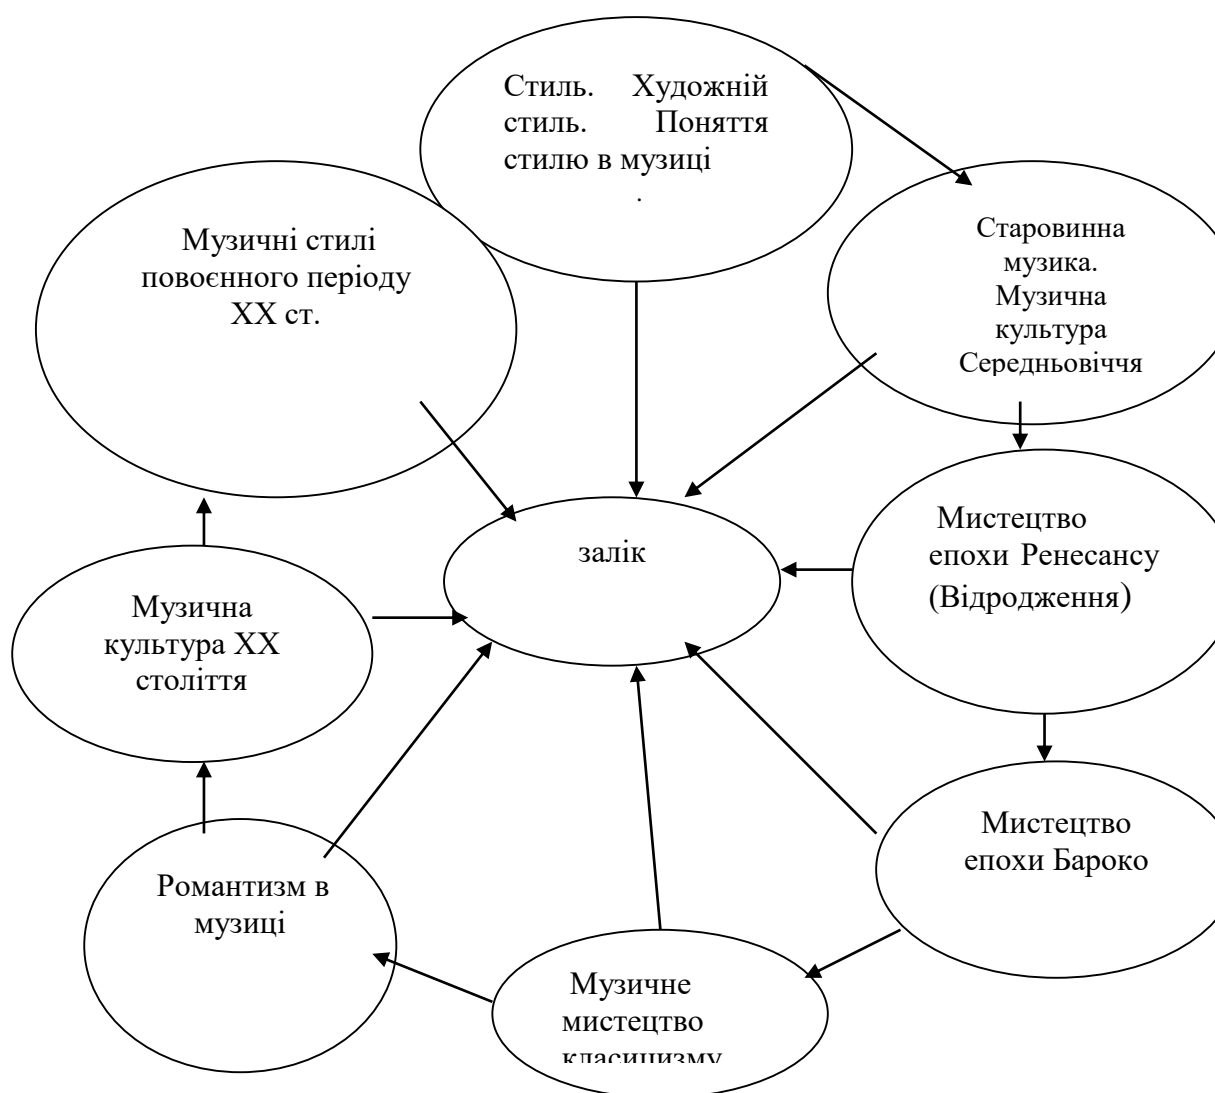 Стиль. Художній
стиль. Поняття
стилю в музиці
.
Музичні стилі
повоєнного періоду
ХХ ст.
Старовинна
музика.
Музична
культура
Середньовіччя
залік
Мистецтво
епохи Ренесансу
(Відродження)
Музична
культура ХХ
століття
Мистецтво
епохи Бароко
Романтизм в
музиці
Музичне
мистецтво
класицизму